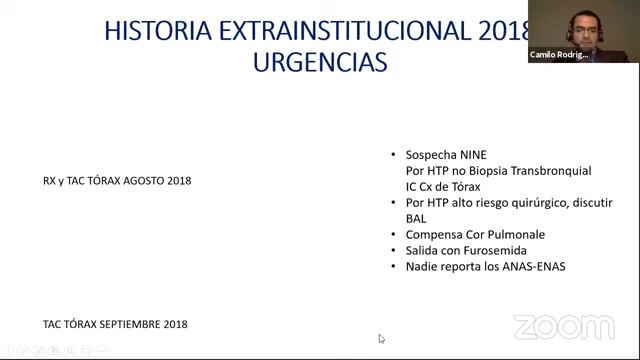 HISTORIA EXTRAINSTITUCIONAL 2018
URGENCIAS
Camilo Rodríg...
RX y TAC TÓRAX AGOSTO 2018
• Sospecha NINE
Por HTP no Biopsia Transbronquial
IC Cx de Tórax
• Por HTP alto riesgo quirúrgico, discutir
BAL
• Compensa Cor Pulmonale
• Salida con Furosemida
• Nadie reporta los ANAS-ENAS
TAC TÓRAX SEPTIEMBRE 2018
zoom